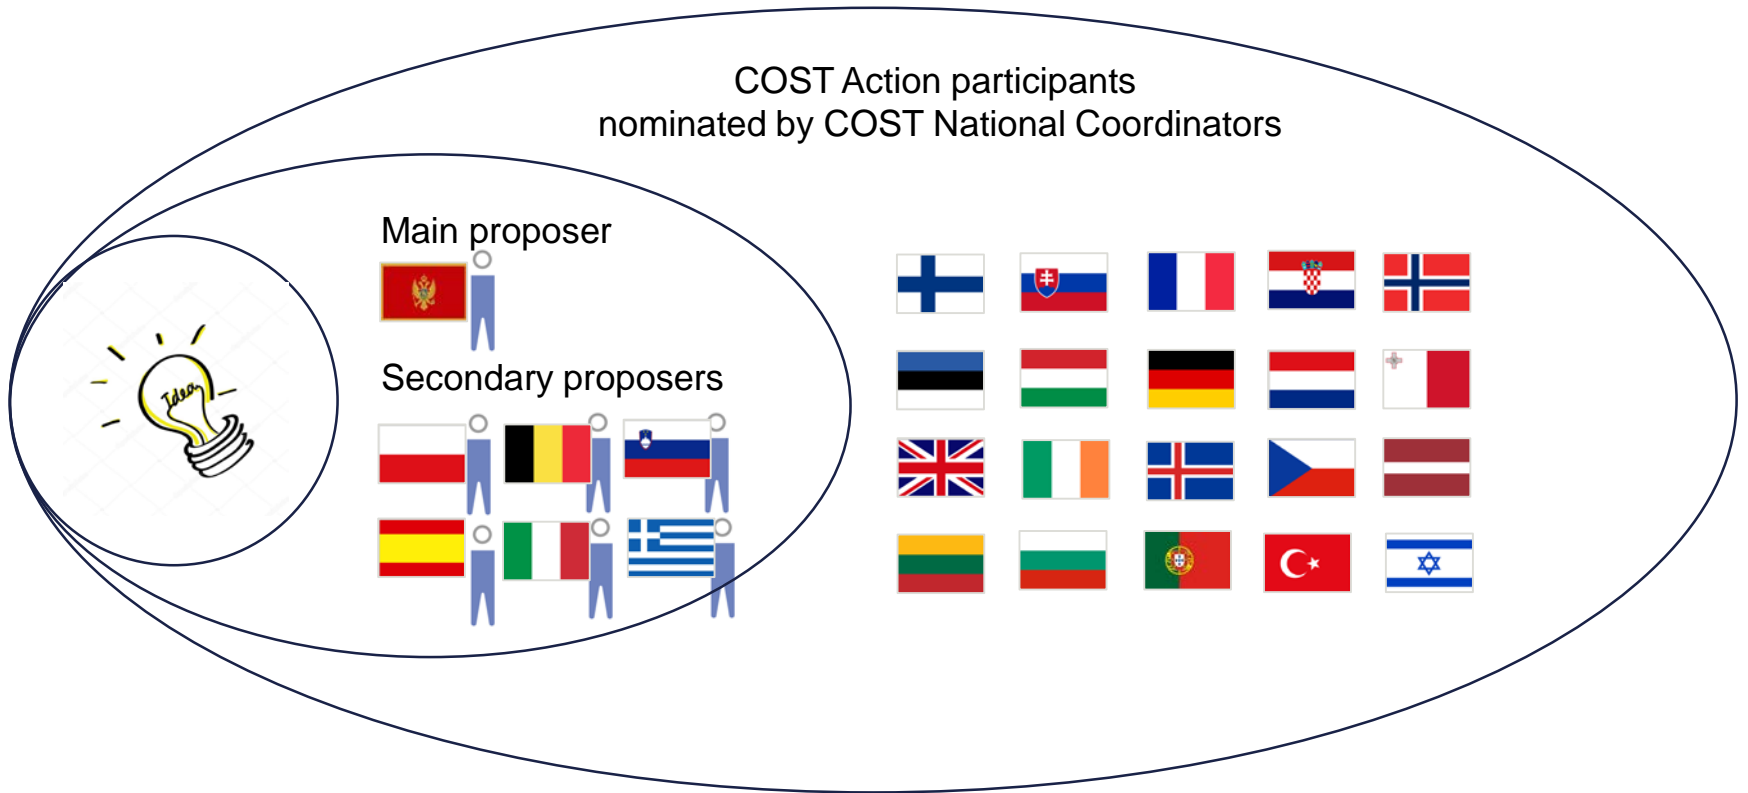 COST Action participants
nominated by COST National Coordinators
Main proposer
Secondary proposers
Idea